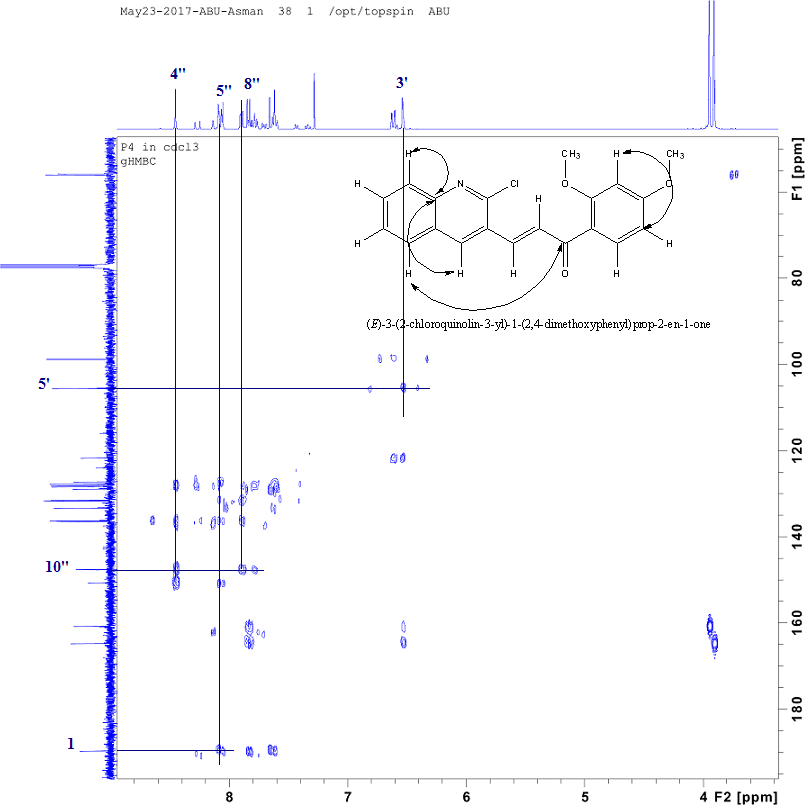 May23-2017-ABU-Asman 38 1 /opt/topspin ABU
4" 5" 8" 3'
P4 in cdcl3
gHMBC
H CH₃ H CH₃
H N Cl O H O
H H H
H H H O H
(E)-3-(2-chloroquinolin-3-yl)-1-(2,4-dimethoxyphenyl)prop-2-en-1-one
5'
10"
1
F1 [ppm]
80
100
120
140
160
180
8 7 6 5 4 F2 [ppm]